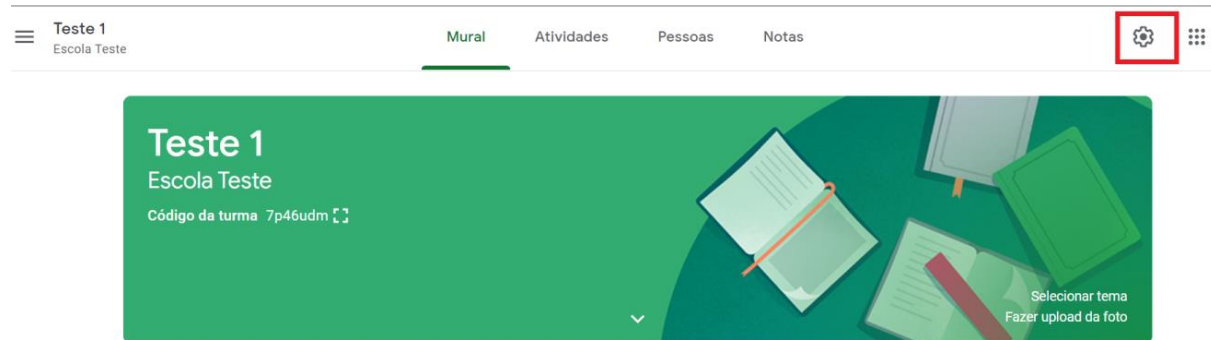 Teste 1
Escola Teste
Mural Atividades Pessoas Notas
Teste 1
Escola Teste
Código da turma 7p46udm
Selecionar tema
Fazer upload da foto